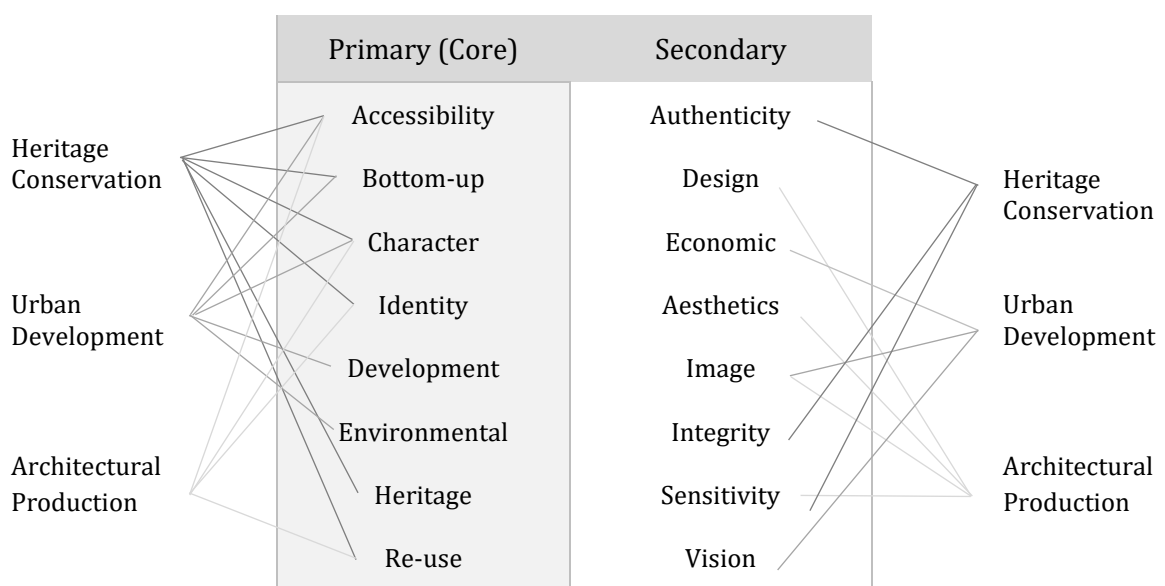 Primary (Core)
Secondary
Heritage
Conservation
Urban
Development
Architectural
Production
Accessibility
Bottom-up
Character
Identity
Development
Environmental
Heritage
Re-use
Authenticity
Design
Economic
Aesthetics
Image
Integrity
Sensitivity
Vision
Heritage
Conservation
Urban
Development
Architectural
Production